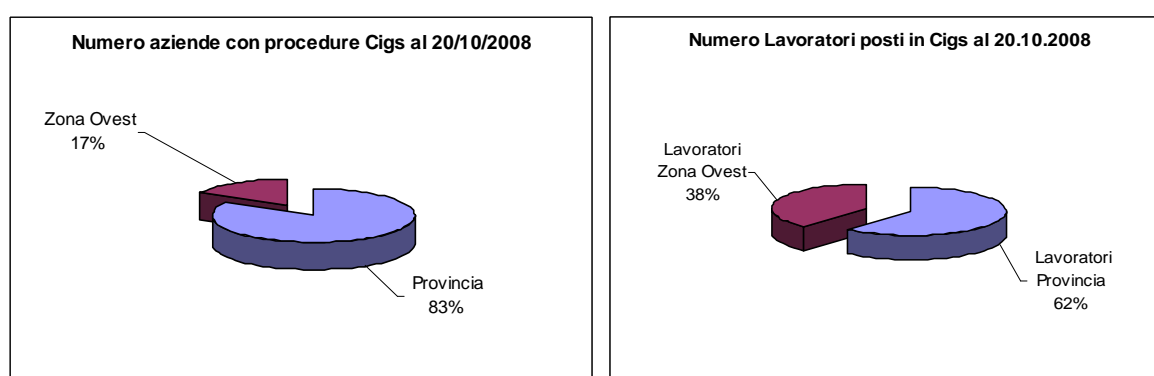 Numero aziende con procedure Cigs al 20/10/2008
Zona Ovest
17%
Provincia
83%
Numero Lavoratori posti in Cigs al 20.10.2008
Lavoratori
Zona Ovest
38%
Lavoratori
Provincia
62%